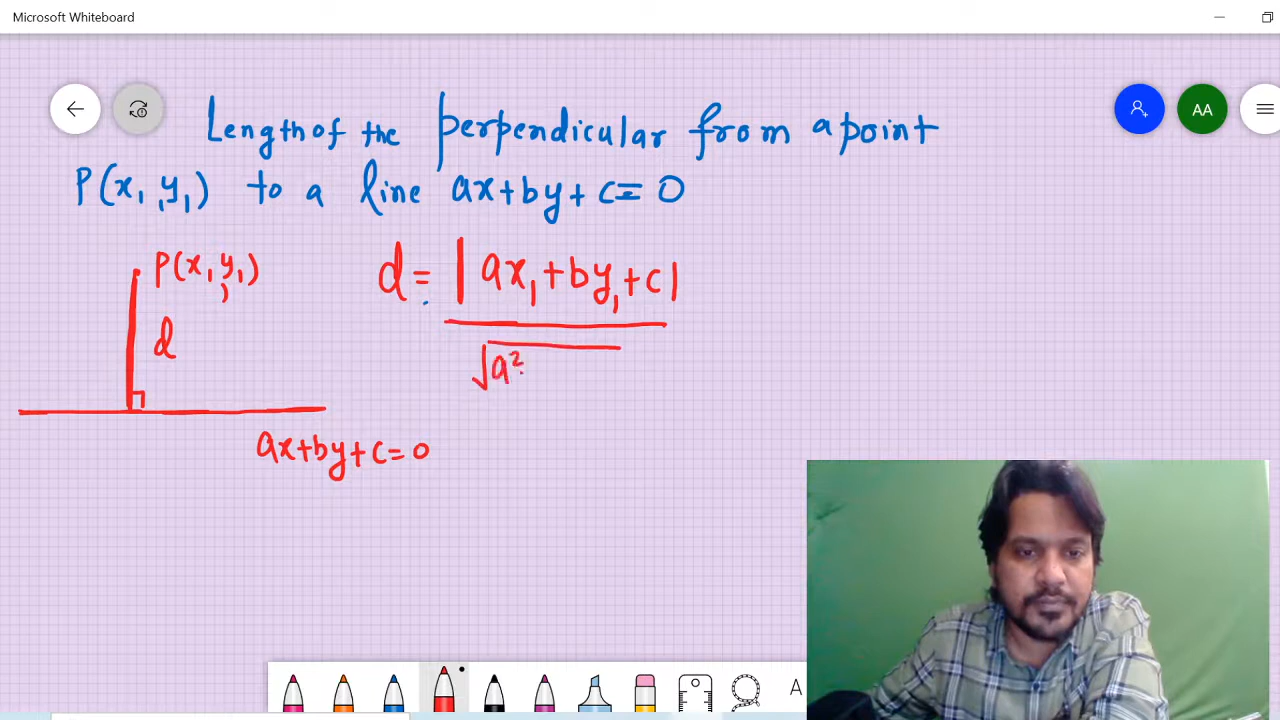 Microsoft Whiteboard
Length of the perpendicular from a point
P(x₁, y₁) to a line ax+by+c=0
AA
P(x₁, y₁)
d = |ax₁+by₁+c|
√a²
d
ax+by+c=0
A